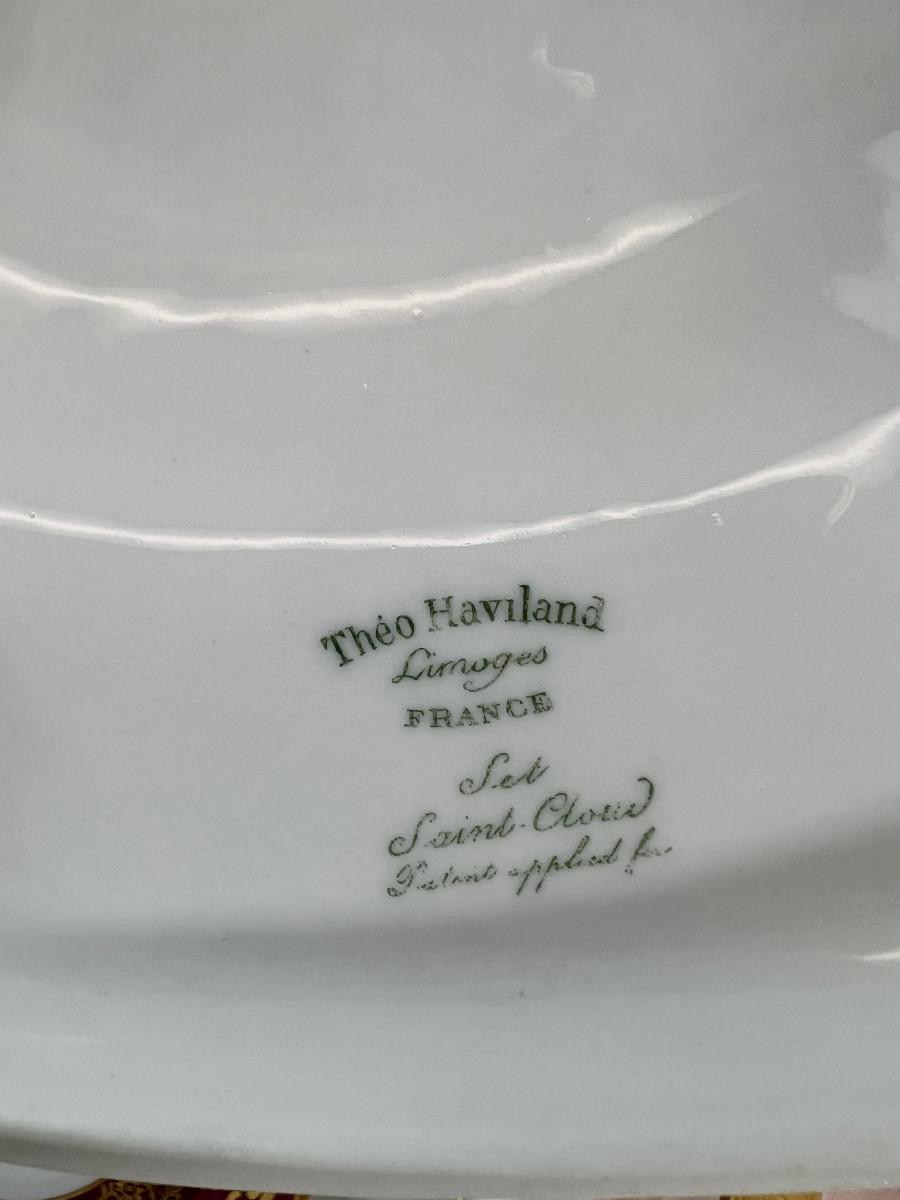 Théo Haviland
Limoges
FRANCE
Set
Saint-Cloud
Patent applied for